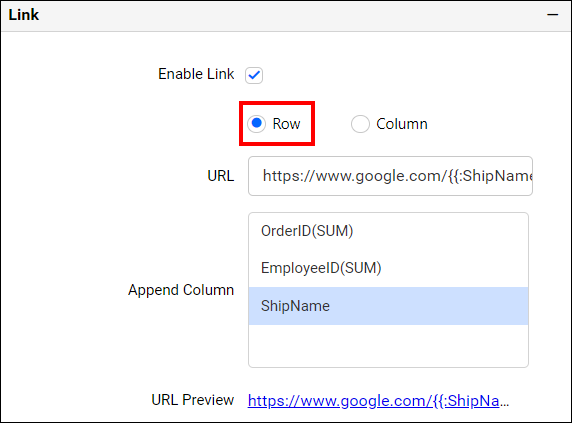 Link
Enable Link
Row Column
URL https://www.google.com/{{:ShipName
OrderID(SUM)
EmployeeID(SUM)
Append Column
ShipName
URL Preview https://www.google.com/{{:ShipNa...